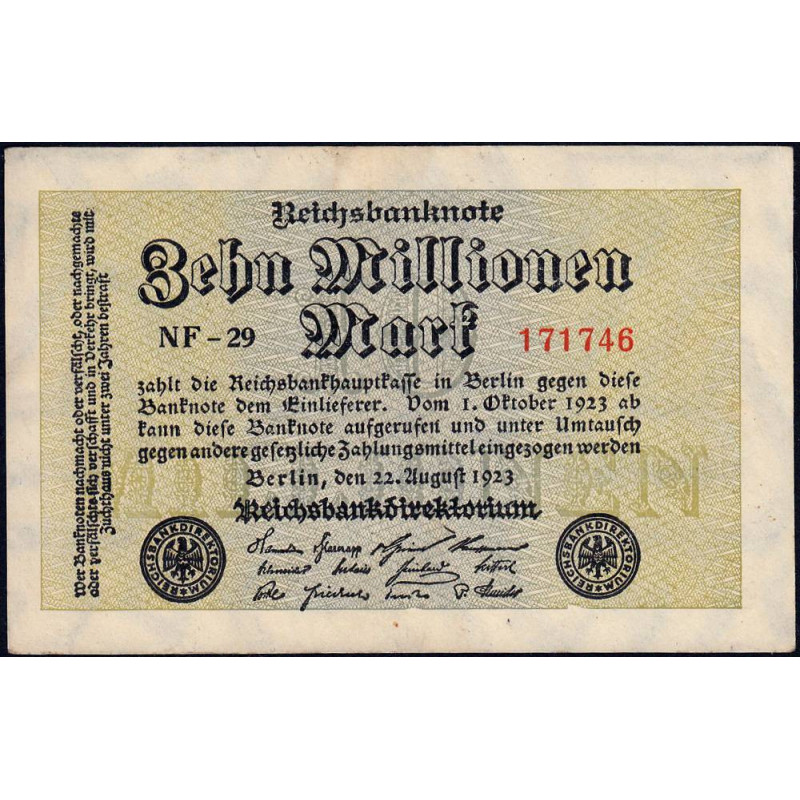 Reichsbanknote
Zehn Millionen
Mark
NF-29
171746
zahlt die Reichsbankhauptkasse in Berlin gegen diese
Banknote dem Einlieferer. Vom 1. Oktober 1923 ab
kann diese Banknote aufgerufen und unter Umtausch
gegen andere gesetzliche Zahlungsmittel eingezogen werden
Berlin, den 22. August 1923
Reichsbankdirektorium
Wer Banknoten nachmacht oder verfälscht, oder nachgemachte
oder verfälschte sich verschafft und in Verkehr bringt, wird mit
Zuchthaus nicht unter zwei Jahren bestraft
REICHSBANKDIREKTORIUM
REICHSBANKDIREKTORIUM